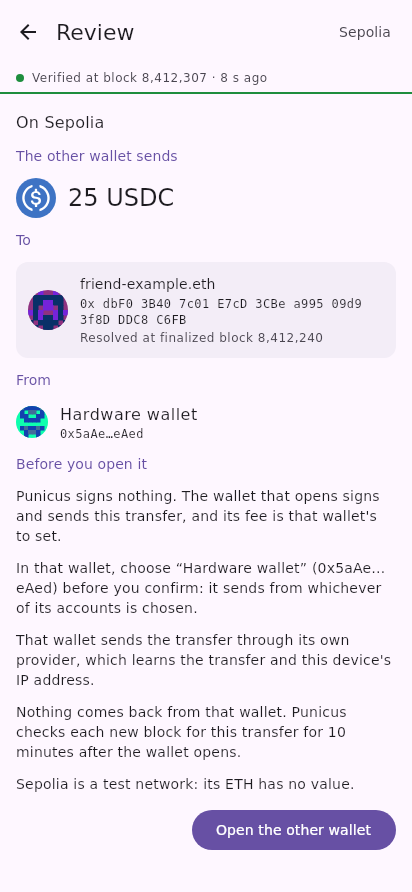 Review
Sepolia
Verified at block 8,412,307 · 8 s ago
On Sepolia
The other wallet sends
25 USDC
To
friend-example.eth
0x dbF0 3B40 7c01 E7cD 3CBe a995 09d9
3f8D DDC8 C6FB
Resolved at finalized block 8,412,240
From
Hardware wallet
0x5aAe…eAed
Before you open it
Punicus signs nothing. The wallet that opens signs
and sends this transfer, and its fee is that wallet's
to set.
In that wallet, choose “Hardware wallet” (0x5aAe…
eAed) before you confirm: it sends from whichever
of its accounts is chosen.
That wallet sends the transfer through its own
provider, which learns the transfer and this device's
IP address.
Nothing comes back from that wallet. Punicus
checks each new block for this transfer for 10
minutes after the wallet opens.
Sepolia is a test network: its ETH has no value.
Open the other wallet